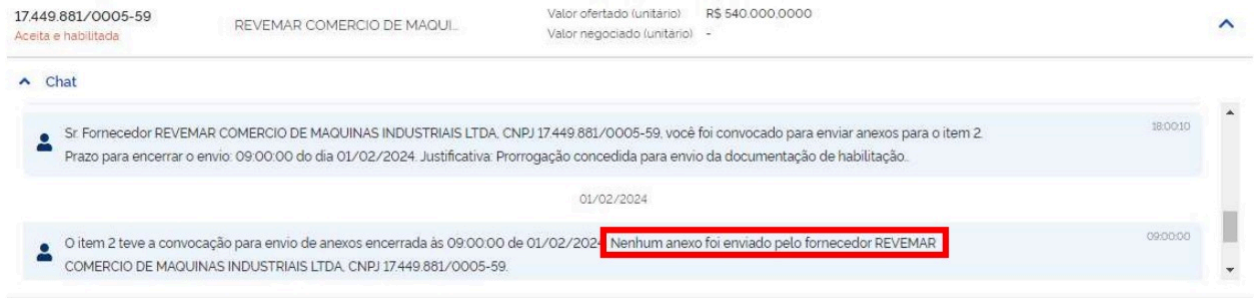 17.449.881/0005-59 REVEMAR COMERCIO DE MAQUI... Valor ofertado (unitário) R$ 540.000,0000
Aceita e habilitada Valor negociado (unitário) -
Chat
Sr. Fornecedor REVEMAR COMERCIO DE MAQUINAS INDUSTRIAIS LTDA, CNPJ 17.449.881/0005-59, você foi convocado para enviar anexos para o item 2. 18:00:10
Prazo para encerrar o envio: 09:00:00 do dia 01/02/2024. Justificativa: Prorrogação concedida para envio da documentação de habilitação..
01/02/2024
O item 2 teve a convocação para envio de anexos encerrada às 09:00:00 de 01/02/2024. Nenhum anexo foi enviado pelo fornecedor REVEMAR 09:00:00
COMERCIO DE MAQUINAS INDUSTRIAIS LTDA, CNPJ 17.449.881/0005-59.